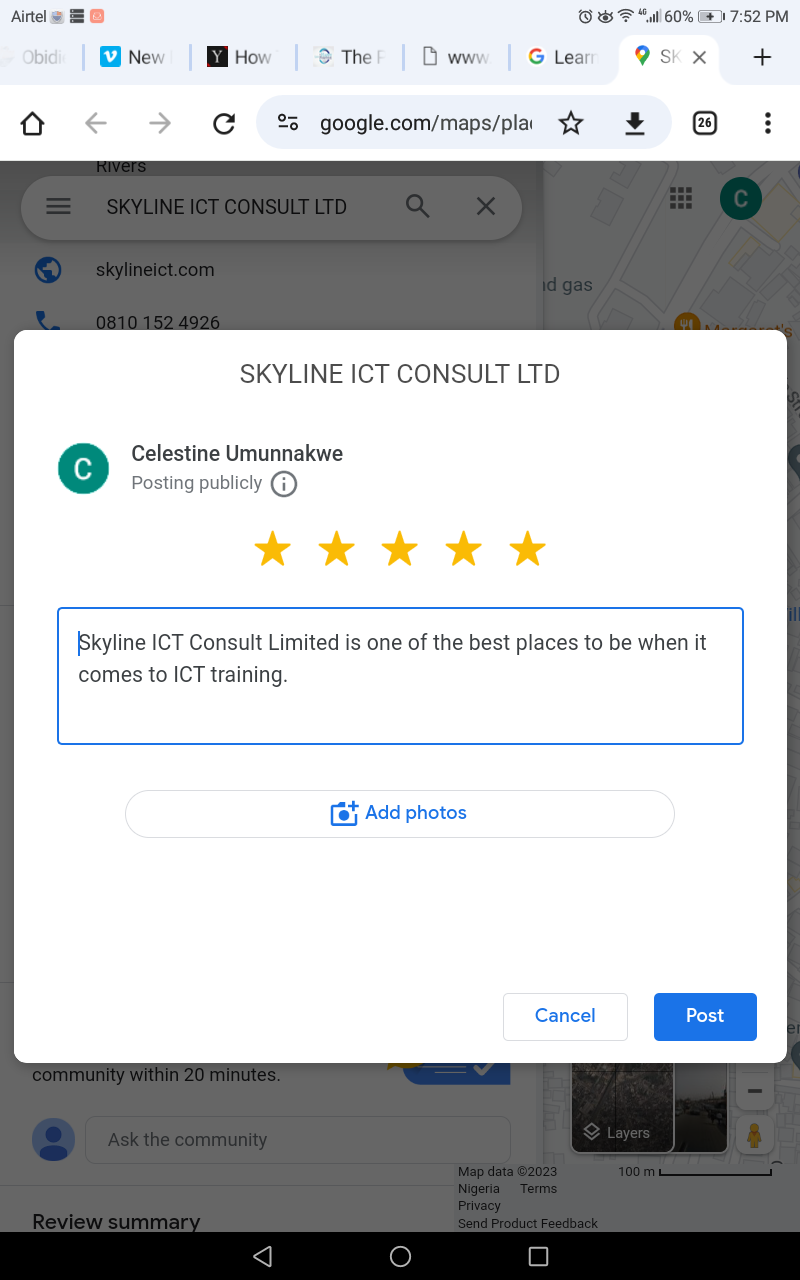 Airtel 4G 60% 7:52 PM
Obidi New How The www. Learn SK
google.com/maps/pla 26
Rivers
SKYLINE ICT CONSULT LTD C
skylineict.com
nd gas
0810 152 4926
Margaret's
SKYLINE ICT CONSULT LTD
C Celestine Umunnakwe
Posting publicly
Skyline ICT Consult Limited is one of the best places to be when it
comes to ICT training.
Add photos
Cancel Post
community within 20 minutes.
Ask the community
Layers
Map data ©2023 100 m
Nigeria Terms
Privacy
Send Product Feedback
Review summary